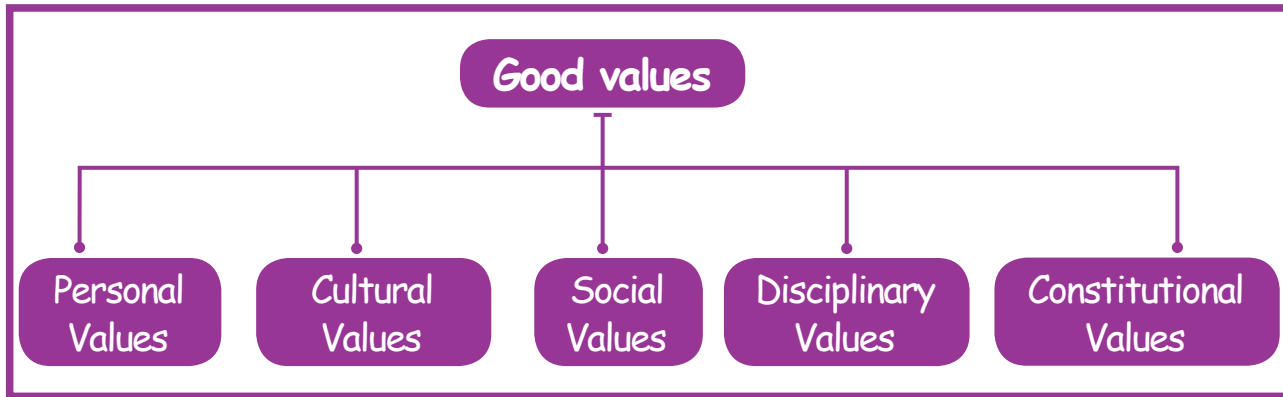 Good values
Personal
Values
Cultural
Values
Social
Values
Disciplinary
Values
Constitutional
Values